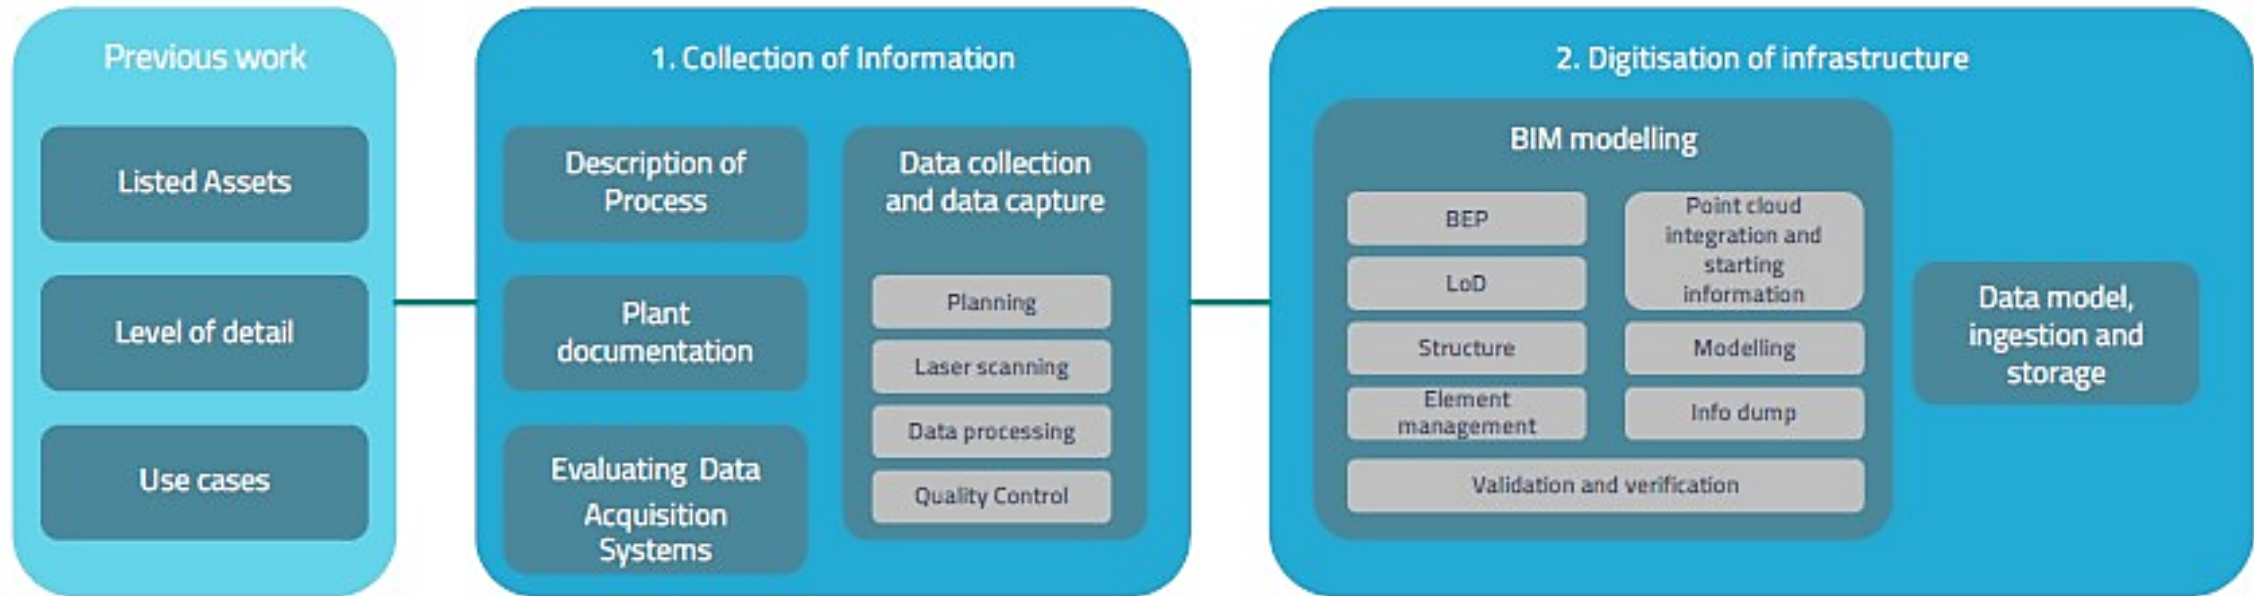 Previous work
Listed Assets
Level of detail
Use cases
1. Collection of Information
Description of
Process
Plant
documentation
Evaluating Data
Acquisition
Systems
Data collection
and data capture
Planning
Laser scanning
Data processing
Quality Control
2. Digitisation of infrastructure
BIM modelling
BEP
LoD
Structure
Element
management
Point cloud
integration and
starting
information
Modelling
Info dump
Validation and verification
Data model,
ingestion and
storage